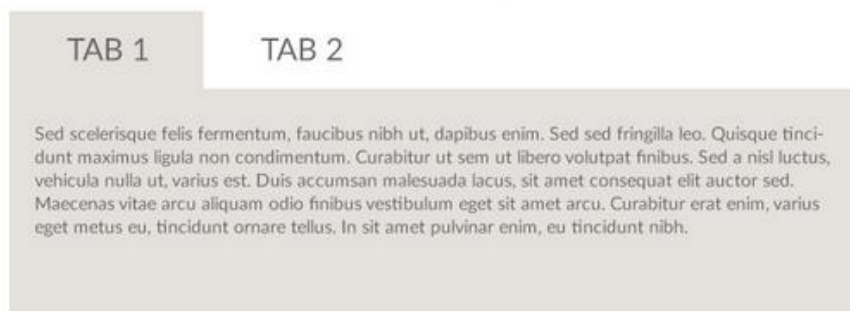 TAB 1 TAB 2
Sed scelerisque felis fermentum, faucibus nibh ut, dapibus enim. Sed sed fringilla leo. Quisque tinci-
dunt maximus ligula non condimentum. Curabitur ut sem ut libero volutpat finibus. Sed a nisl luctus,
vehicula nulla ut, varius est. Duis accumsan malesuada lacus, sit amet consequat elit auctor sed.
Maecenas vitae arcu aliquam odio finibus vestibulum eget sit amet arcu. Curabitur erat enim, varius
eget metus eu, tincidunt ornare tellus. In sit amet pulvinar enim, eu tincidunt nibh.